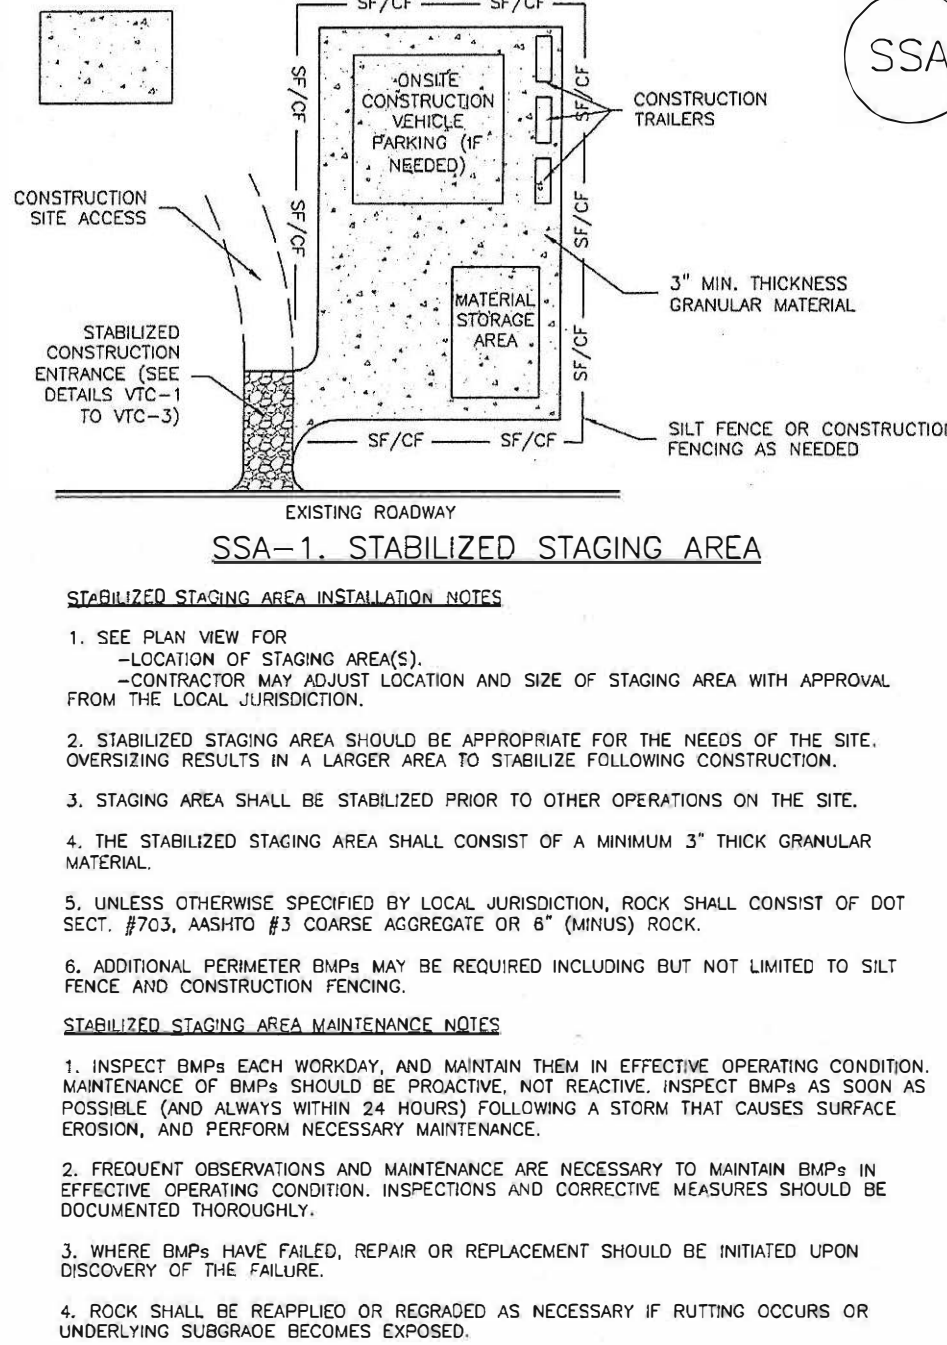 SF/CF SF/CF
SSA
ONSITE
CONSTRUCTION
VEHICLE
PARKING (IF
NEEDED)
SF/CF
SF/CF
CONSTRUCTION
TRAILERS
CONSTRUCTION
SITE ACCESS
SF/CF
SF/CF
3" MIN. THICKNESS
GRANULAR MATERIAL
MATERIAL
STORAGE
AREA
STABILIZED
CONSTRUCTION
ENTRANCE (SEE
DETAILS VTC-1
TO VTC-3)
SF/CF
SF/CF SF/CF
SILT FENCE OR CONSTRUCTION
FENCING AS NEEDED
EXISTING ROADWAY
SSA-1. STABILIZED STAGING AREA
STABILIZED STAGING AREA INSTALLATION NOTES
1. SEE PLAN VIEW FOR
-LOCATION OF STAGING AREA(S).
-CONTRACTOR MAY ADJUST LOCATION AND SIZE OF STAGING AREA WITH APPROVAL
FROM THE LOCAL JURISDICTION.
2. STABILIZED STAGING AREA SHOULD BE APPROPRIATE FOR THE NEEDS OF THE SITE.
OVERSIZING RESULTS IN A LARGER AREA TO STABILIZE FOLLOWING CONSTRUCTION.
3. STAGING AREA SHALL BE STABILIZED PRIOR TO OTHER OPERATIONS ON THE SITE.
4. THE STABILIZED STAGING AREA SHALL CONSIST OF A MINIMUM 3" THICK GRANULAR
MATERIAL.
5. UNLESS OTHERWISE SPECIFIED BY LOCAL JURISDICTION, ROCK SHALL CONSIST OF DOT
SECT. #703, AASHTO #3 COARSE AGGREGATE OR 6" (MINUS) ROCK.
6. ADDITIONAL PERIMETER BMPs MAY BE REQUIRED INCLUDING BUT NOT LIMITED TO SILT
FENCE AND CONSTRUCTION FENCING.
STABILIZED STAGING AREA MAINTENANCE NOTES
1. INSPECT BMPs EACH WORKDAY, AND MAINTAIN THEM IN EFFECTIVE OPERATING CONDITION.
MAINTENANCE OF BMPs SHOULD BE PROACTIVE, NOT REACTIVE. INSPECT BMPs AS SOON AS
POSSIBLE (AND ALWAYS WITHIN 24 HOURS) FOLLOWING A STORM THAT CAUSES SURFACE
EROSION, AND PERFORM NECESSARY MAINTENANCE.
2. FREQUENT OBSERVATIONS AND MAINTENANCE ARE NECESSARY TO MAINTAIN BMPs IN
EFFECTIVE OPERATING CONDITION. INSPECTIONS AND CORRECTIVE MEASURES SHOULD BE
DOCUMENTED THOROUGHLY.
3. WHERE BMPs HAVE FAILED, REPAIR OR REPLACEMENT SHOULD BE INITIATED UPON
DISCOVERY OF THE FAILURE.
4. ROCK SHALL BE REAPPLIED OR REGRADED AS NECESSARY IF RUTTING OCCURS OR
UNDERLYING SUBGRADE BECOMES EXPOSED.